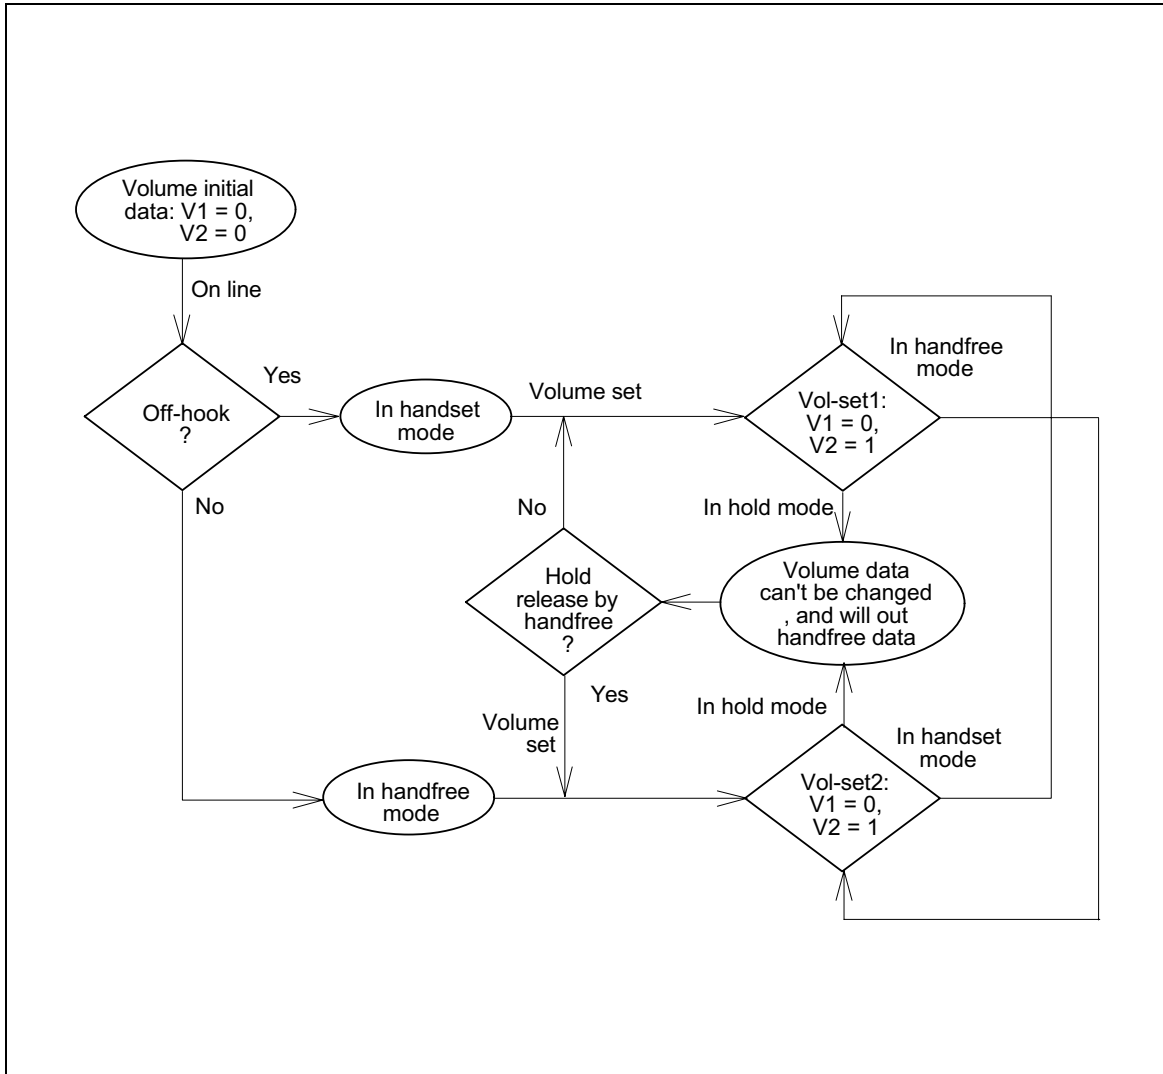 Volume initial
data: V1 = 0,
V2 = 0
On line
Off-hook
?
Yes
No
In handset
mode
Volume set
Vol-set1:
V1 = 0,
V2 = 1
In handfree
mode
In hold mode
No
Hold
release by
handfree
?
Volume data
can't be changed
, and will out
handfree data
Yes
Volume
set
In hold mode
In handset
mode
In handfree
mode
Vol-set2:
V1 = 0,
V2 = 1